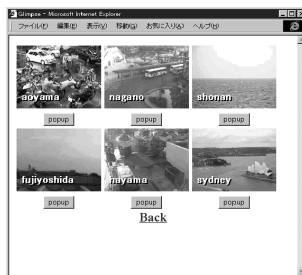 Glimpse - Microsoft Internet Explorer
ファイル(F) 編集(E) 表示(V) 移動(G) お気に入り(A) ヘルプ(H)
aoyama nagano shonan
popup popup popup
fujiyoshida hayama sydney
popup popup popup
Back